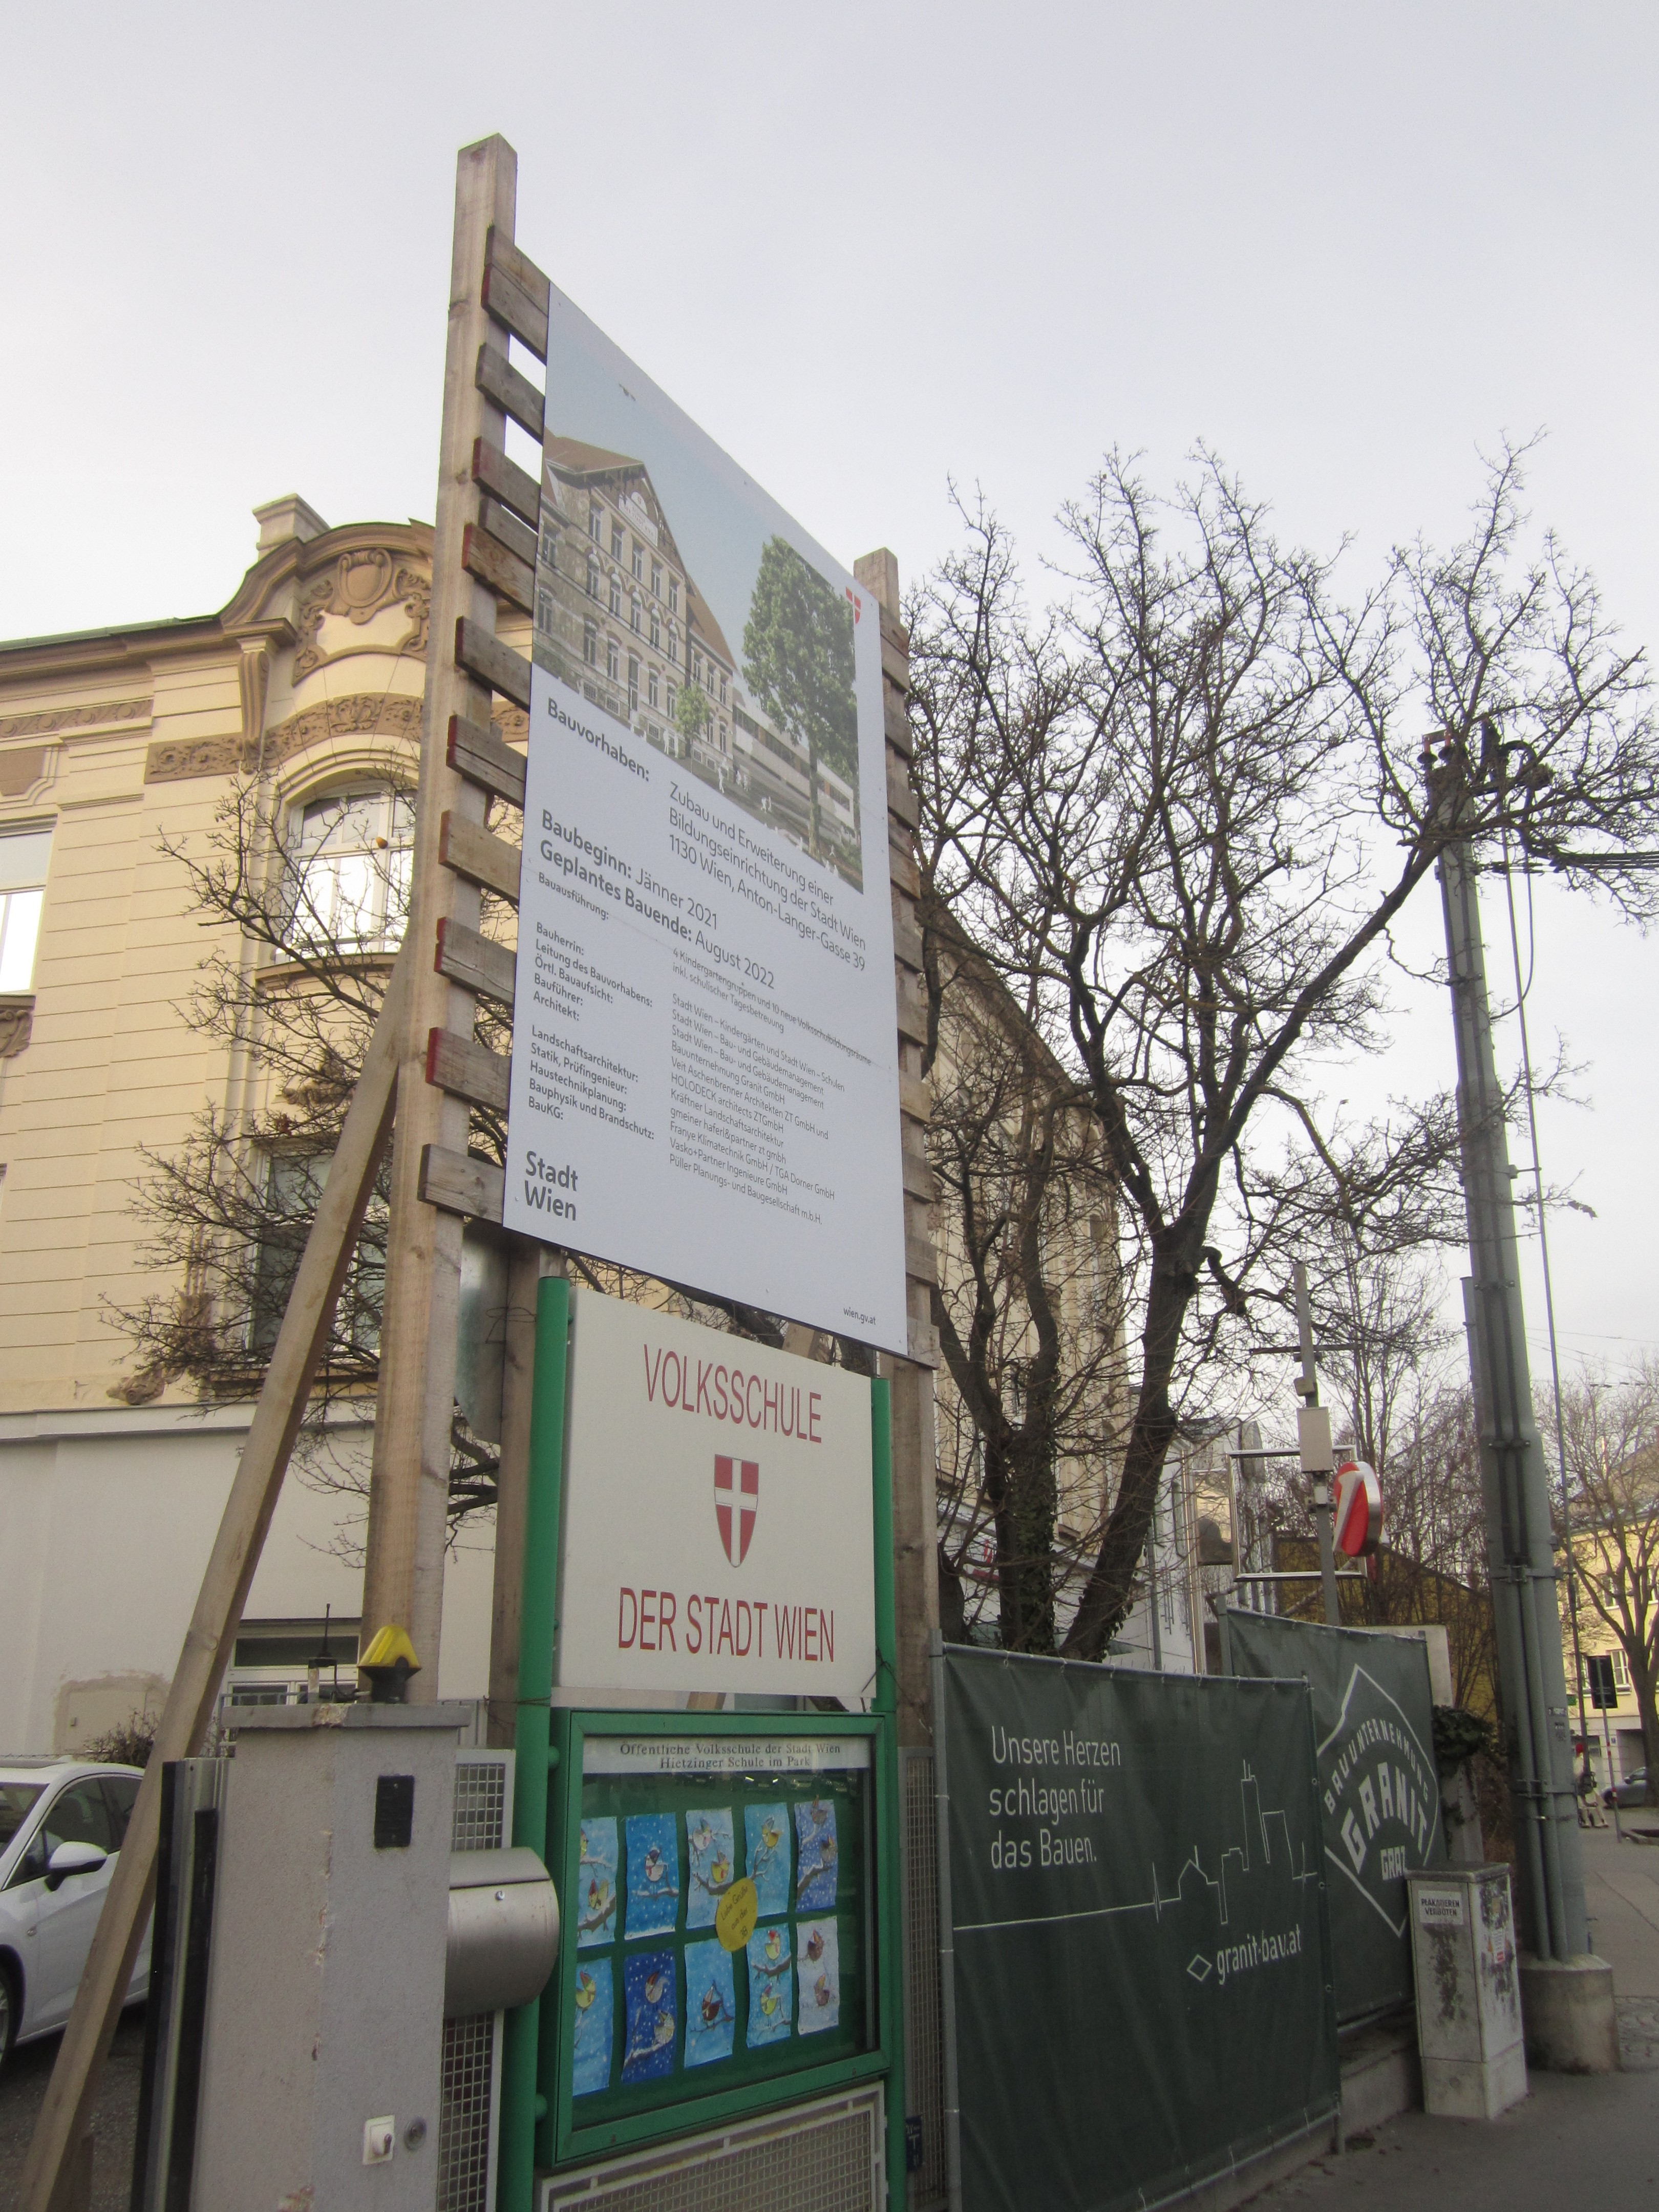 Bauvorhaben:
Zubau und Erweiterung einer
Bildungseinrichtung der Stadt Wien
1130 Wien, Anton-Langer-Gasse 39
Baubeginn: Jänner 2021
Geplantes Bauende: August 2022
Bauausführung:
4 Kindergartengruppen und 10 neue Volksschulbildungsräume
inkl. schulischer Tagesbetreuung
Bauherrin:
Stadt Wien – Kindergärten und Stadt Wien – Schulen
Leitung des Bauvorhabens:
Stadt Wien – Bau- und Gebäudemanagement
Örtl. Bauaufsicht:
Stadt Wien – Bau- und Gebäudemanagement
Bauführer:
Bauunternehmung Granit GmbH
Architekt:
Veit Aschenbrenner Architekten ZT GmbH und
HOLODECK architects ZTGmbH
Landschaftsarchitektur:
Kräftner Landschaftsarchitektur
Statik, Prüfingenieur:
gmeiner haferl&partner zt gmbh
Haustechnikplanung:
Franye Klimatechnik GmbH / TGA Dorner GmbH
Bauphysik und Brandschutz:
Vasko+Partner Ingenieure GmbH
BauKG:
Püller Planungs- und Baugesellschaft m.b.H.
Stadt
Wien
wien.gv.at
VOLKSSCHULE
DER STADT WIEN
Öffentliche Volksschule der Stadt Wien
Hietzinger Schule im Park
Unsere Herzen
schlagen für
das Bauen.
granit-bau.at
BAUUNTERNEHMUNG
GRANIT
GRAZ
PLAKATIEREN
VERBOTEN